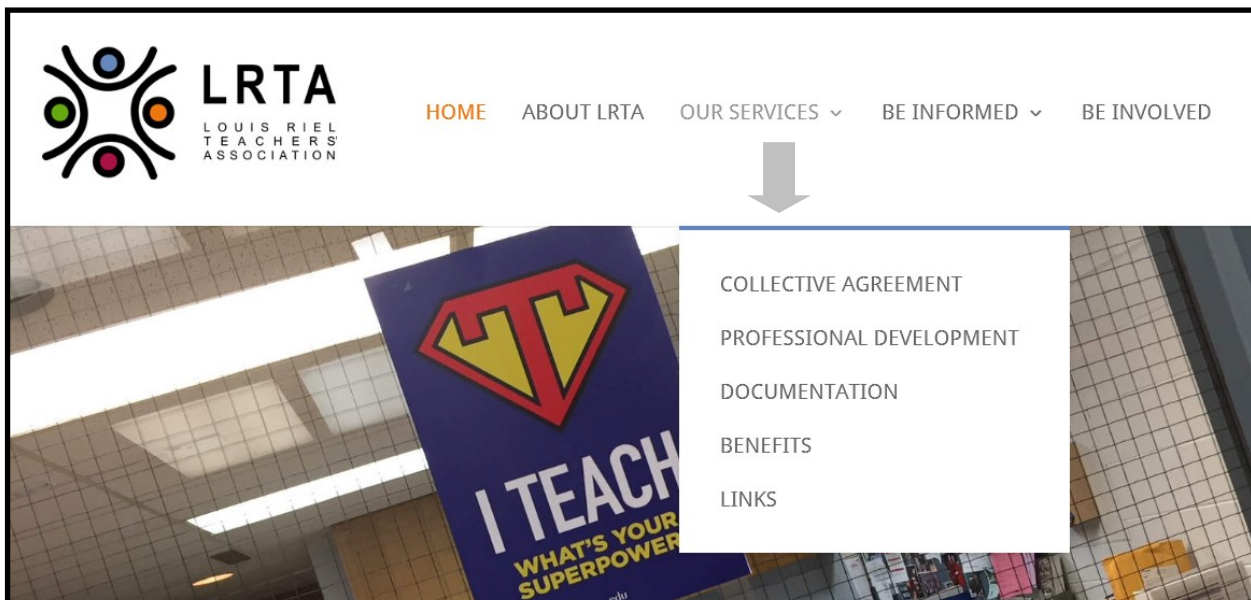 LRTA
LOUIS RIEL
TEACHERS'
ASSOCIATION
HOME
ABOUT LRTA
OUR SERVICES
BE INFORMED
BE INVOLVED
COLLECTIVE AGREEMENT
PROFESSIONAL DEVELOPMENT
DOCUMENTATION
BENEFITS
LINKS
T
I TEACH
WHAT'S YOUR
SUPERPOWER